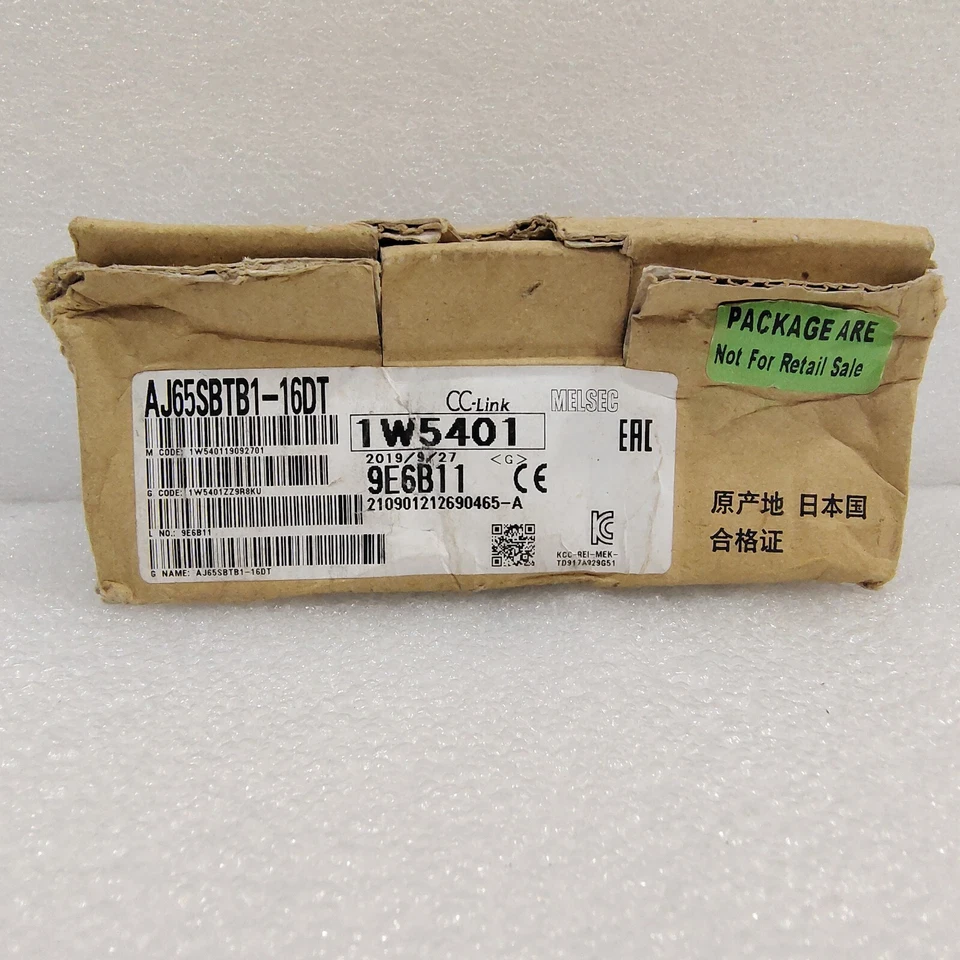 PACKAGE ARE
Not For Retail Sale
AJ65SBTB1-16DT
CC-Link
MELSEC
1W5401
EAC
M CODE: 1W540119092701
2019/9/27 <G>
9E6B11 CE
G CODE: 1W5401ZZ9R8KU
210901212690465-A
L NO.: 9E6B11
KCC-REI-MEK-
TD917A929G51
G NAME: AJ65SBTB1-16DT
原产地 日本国
合格证